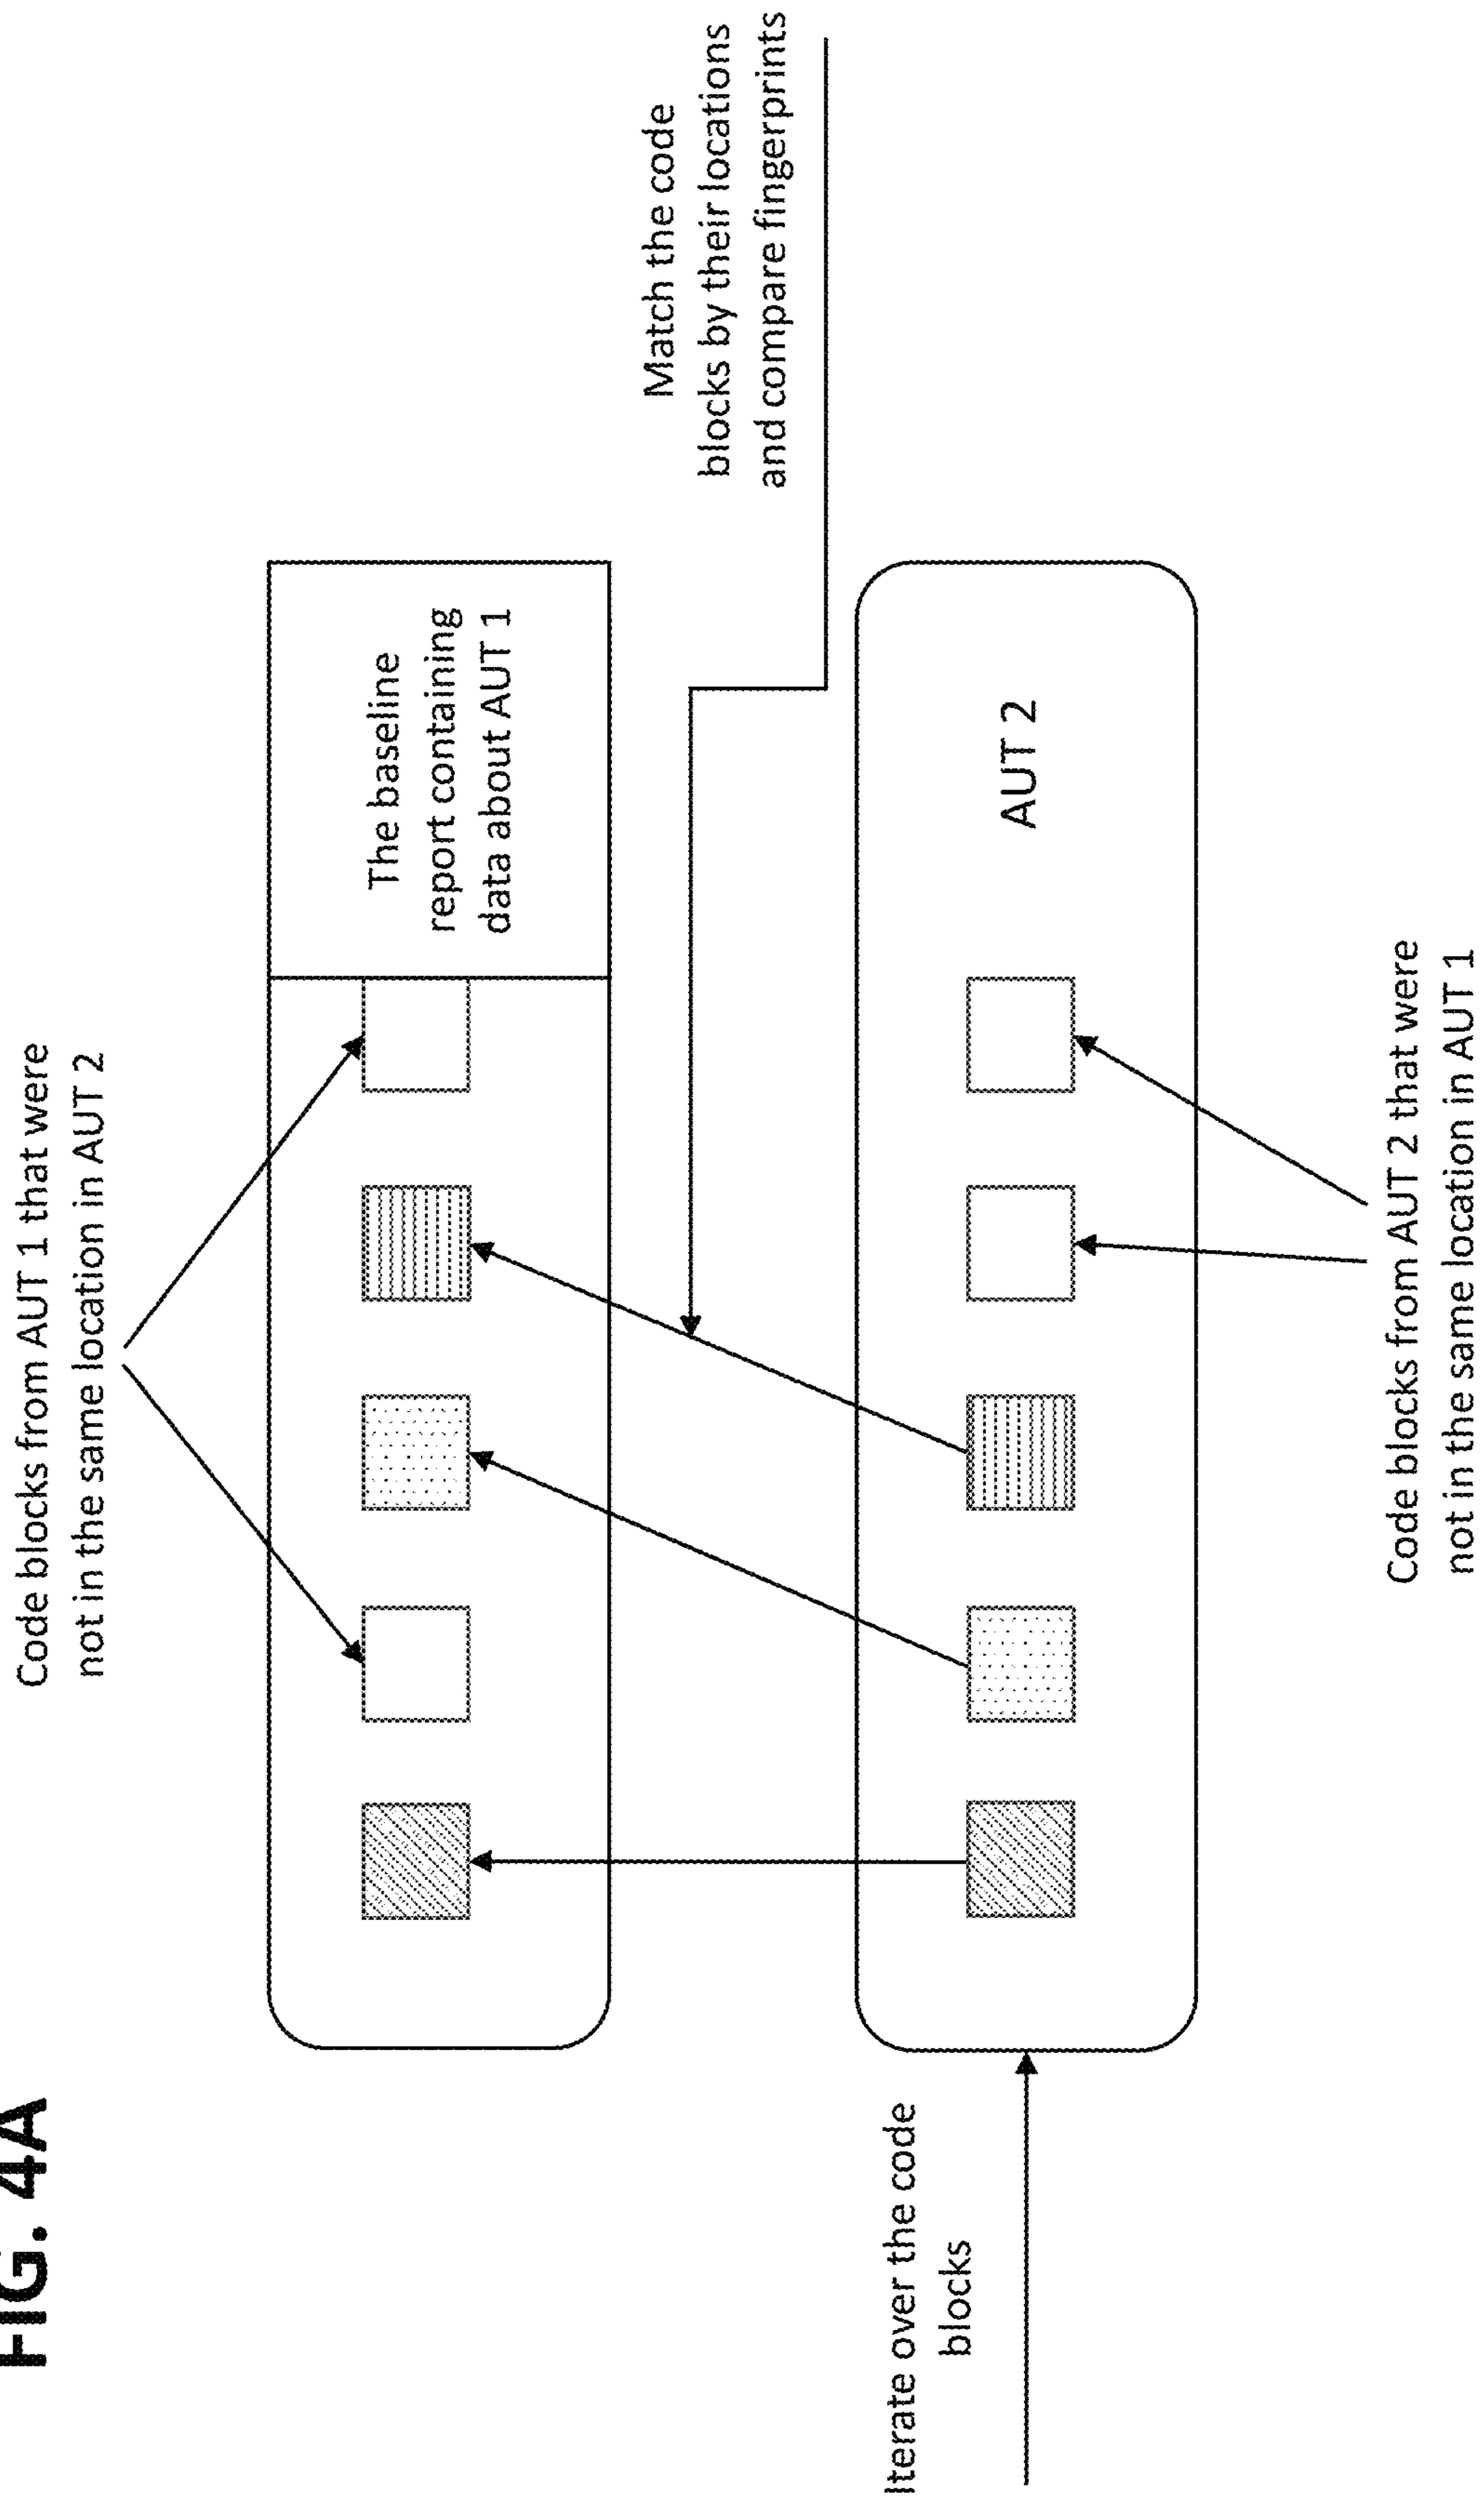 FIG. 4A
Code blocks from AUT 1 that were
not in the same location in AUT 2
The baseline
report containing
data about AUT 1
Match the code
blocks by their locations
and compare fingerprints
Iterate over the code
blocks
AUT 2
Code blocks from AUT 2 that were
not in the same location in AUT 1